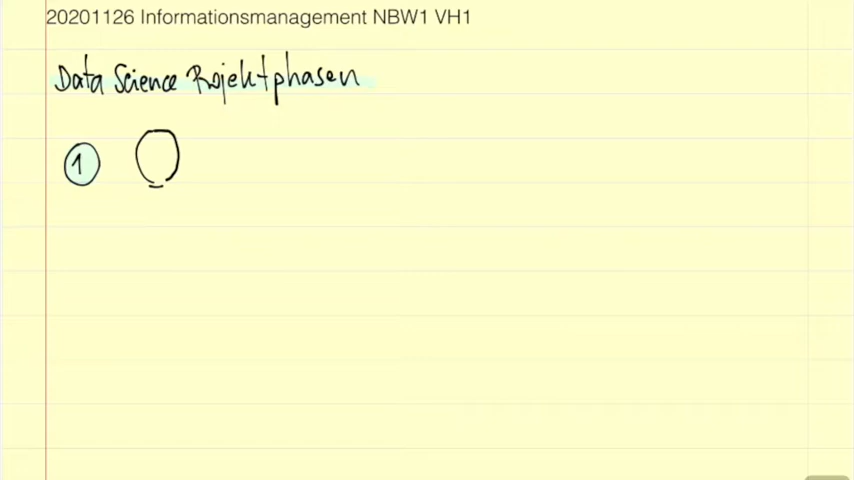 20201126 Informationsmanagement NBW1 VH1
Data Science Projektphasen
1